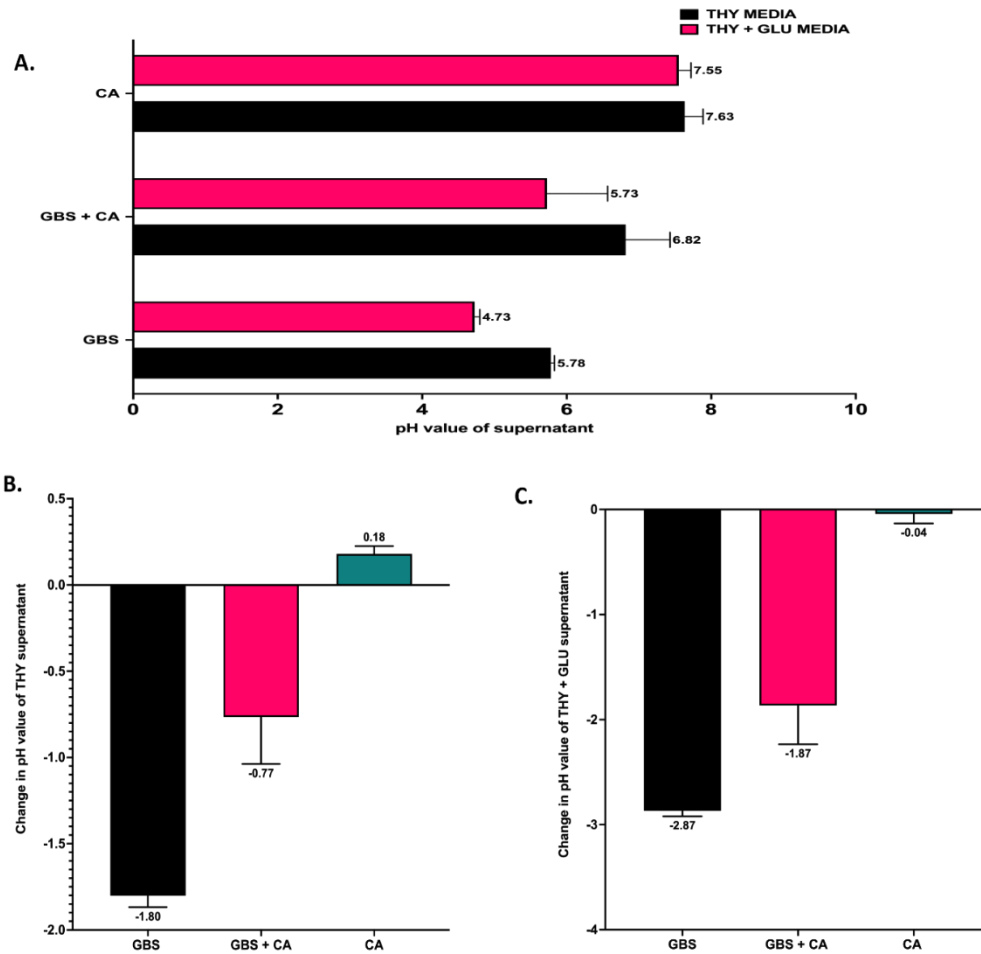 THY MEDIA
THY + GLU MEDIA
A.
CA
7.55
7.63
GBS + CA
5.73
6.82
GBS
4.73
5.78
0 2 4 6 8 10
pH value of supernatant
B.
Change in pH value of THY supernatant
0.5
0.0
-0.5
-1.0
-1.5
-2.0
0.18
-0.77
-1.80
GBS GBS + CA CA
C.
Change in pH value of THY + GLU supernatant
0
-1
-2
-3
-4
-0.04
-1.87
-2.87
GBS GBS + CA CA